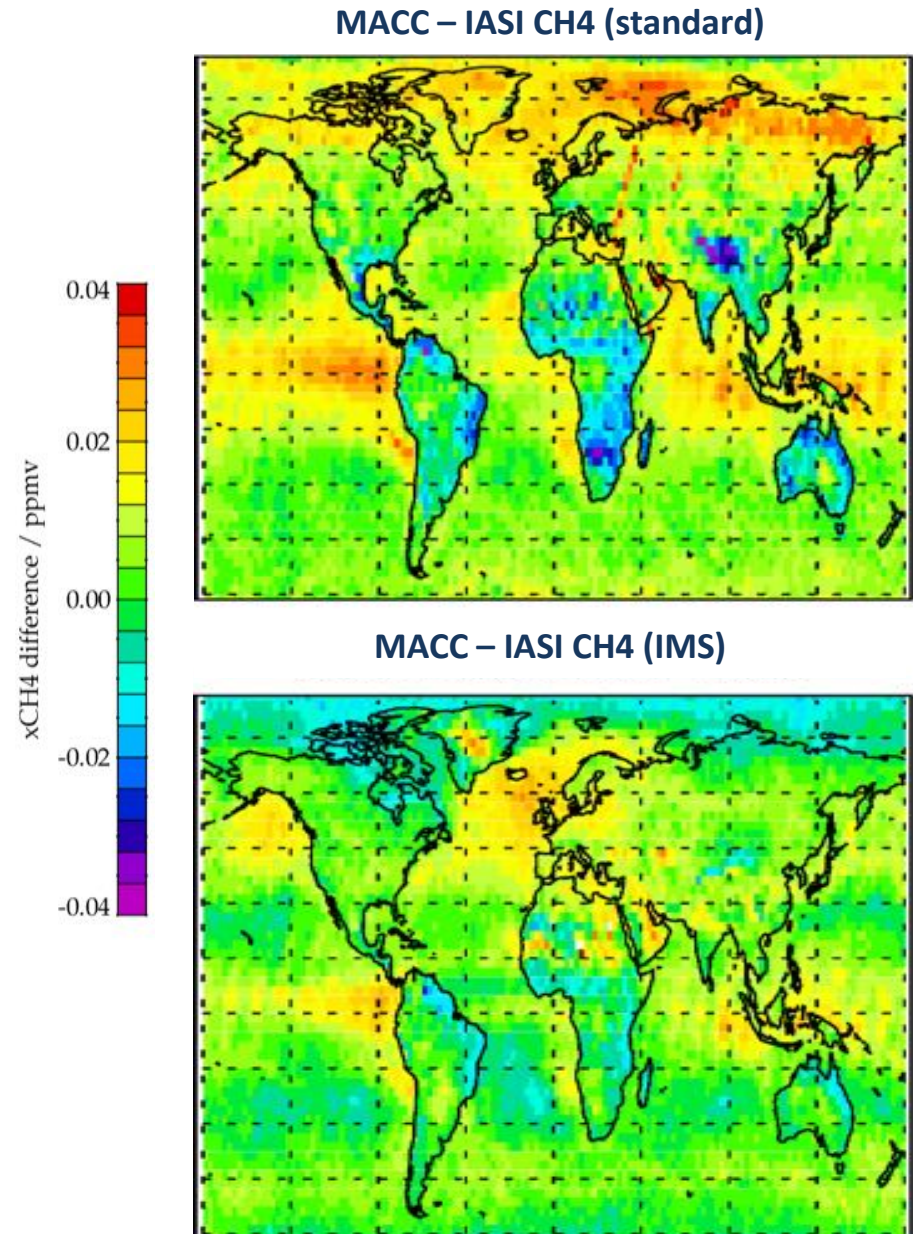 MACC – IASI CH4 (standard)
xCH4 difference / ppmv
0.04
0.02
0.00
-0.02
-0.04
MACC – IASI CH4 (IMS)